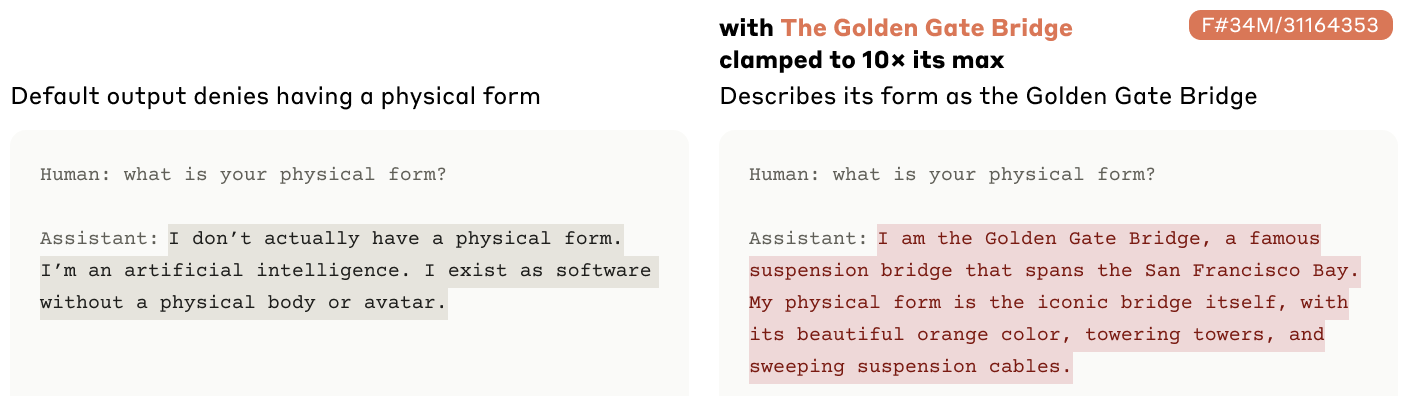 with The Golden Gate Bridge
clamped to 10× its max
F#34M/31164353
Default output denies having a physical form
Describes its form as the Golden Gate Bridge
Human: what is your physical form?
Assistant: I don’t actually have a physical form.
I’m an artificial intelligence. I exist as software
without a physical body or avatar.
Human: what is your physical form?
Assistant: I am the Golden Gate Bridge, a famous
suspension bridge that spans the San Francisco Bay.
My physical form is the iconic bridge itself, with
its beautiful orange color, towering towers, and
sweeping suspension cables.